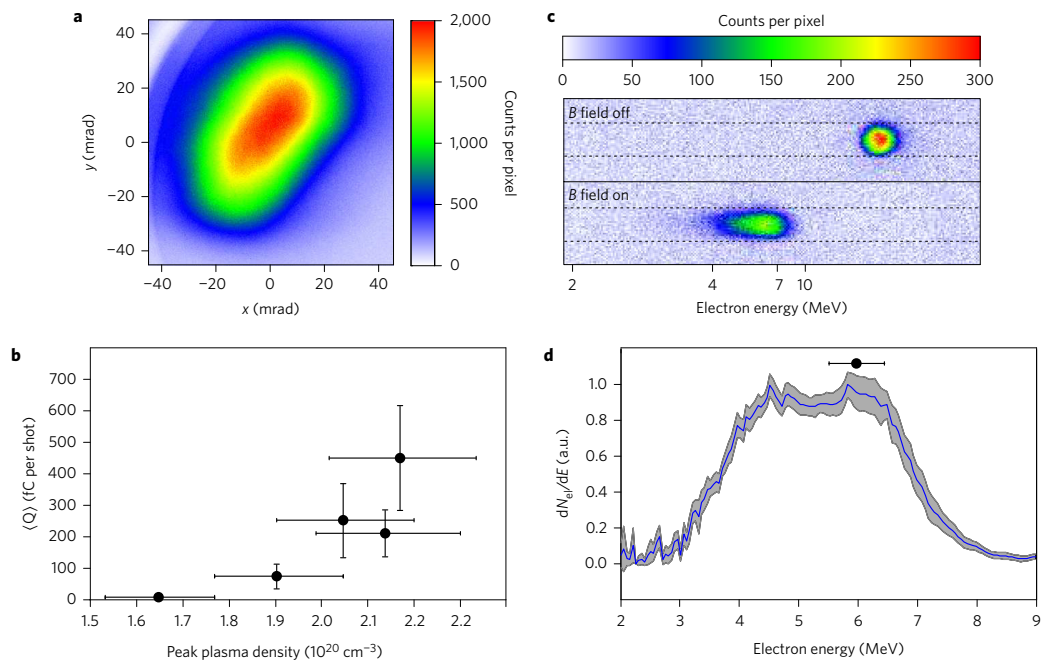 a
40
20
0
−20
−40
y (mrad)
−40 −20 0 20 40
x (mrad)
2,000
1,500
1,000
500
0
Counts per pixel
c
Counts per pixel
0 50 100 150 200 250 300
B field off
B field on
2 4 7 10
Electron energy (MeV)
b
700
600
500
400
300
200
100
0
⟨Q⟩ (fC per shot)
1.5 1.6 1.7 1.8 1.9 2.0 2.1 2.2 2.2
Peak plasma density (10²⁰ cm⁻³)
d
1.0
0.8
0.6
0.4
0.2
0.0
dNel/dE (a.u.)
2 3 4 5 6 7 8 9
Electron energy (MeV)